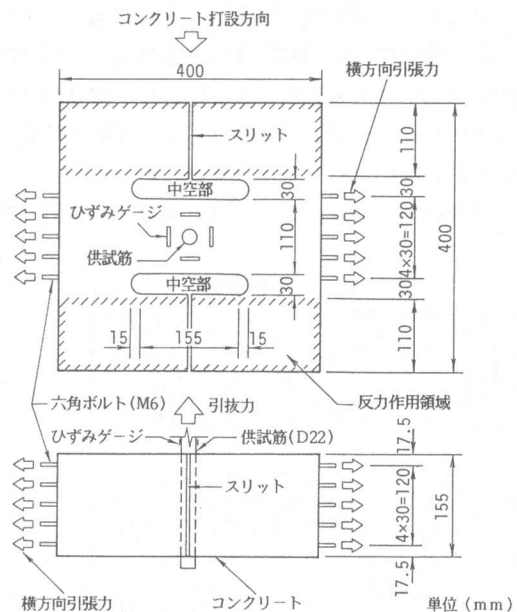 コンクリート打設方向
400
横方向引張力
スリット
110
中空部
30
30
ひずみゲージ
110
4×30=120
400
供試筋
中空部
30
30
15
155
15
110
六角ボルト(M6)
引抜力
反力作用領域
ひずみゲージ
供試筋(D22)
17.5
スリット
4×30=120
155
17.5
横方向引張力
コンクリート
単位(mm)